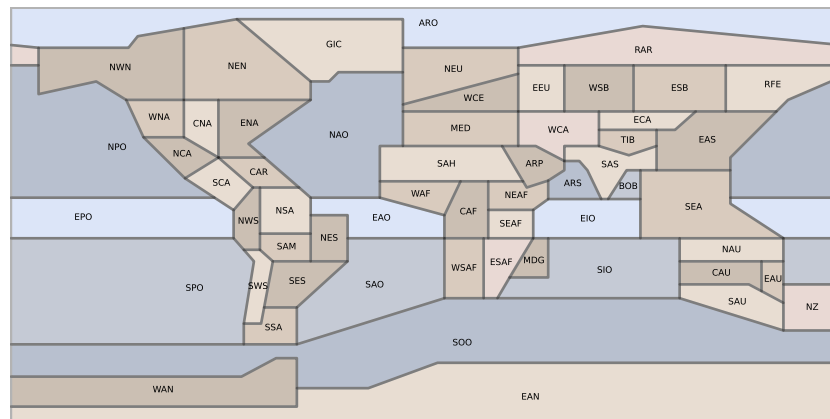 ARO
GIC
RAR
NWN
NEN
NEU
WCE
EEU
WSB
ESB
RFE
WNA
CNA
ENA
NAO
MED
WCA
ECA
TIB
EAS
NPO
NCA
SCA
CAR
SAH
ARP
SAS
ARS
BOB
WAF
CAF
NEAF
SEAF
EPO
NWS
NSA
NES
EAO
EIO
SEA
SAM
SWS
SES
SSA
SPO
SAO
WSAF
ESAF
MDG
SIO
NAU
CAU
EAU
SAU
NZ
SOO
WAN
EAN